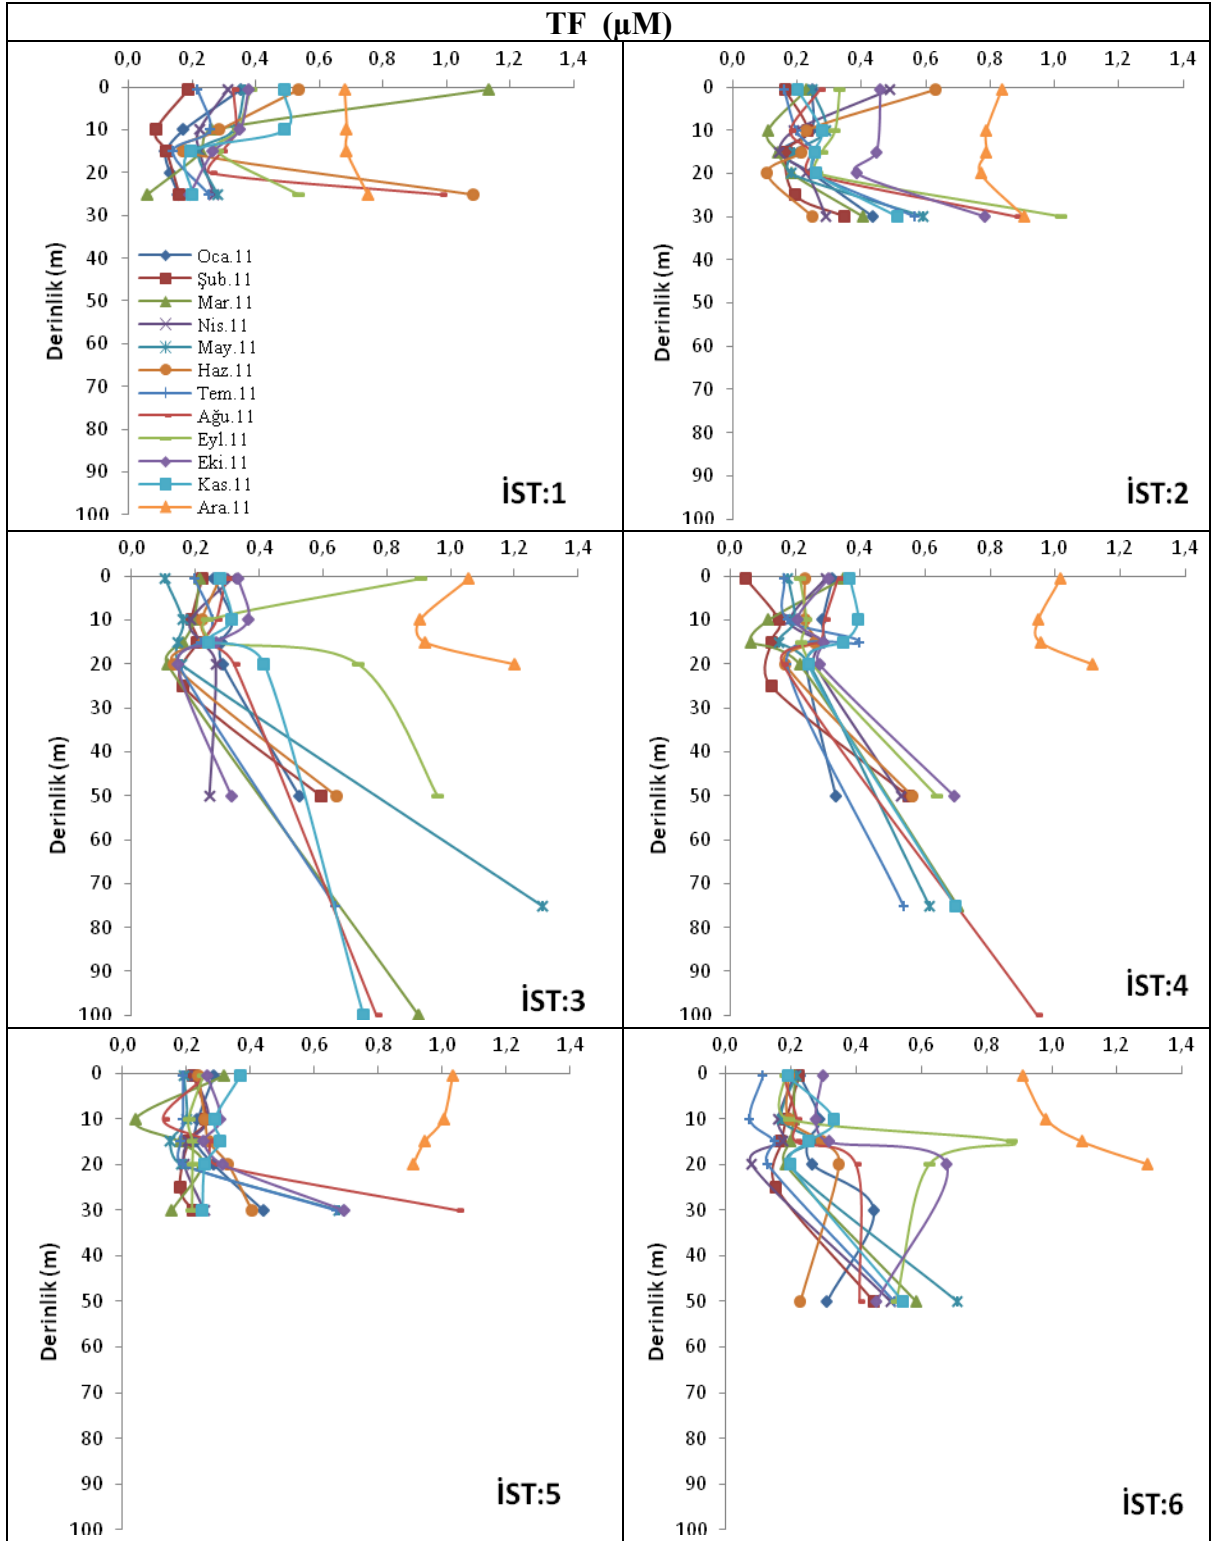 TF (µM)
0,0 0,2 0,4 0,6 0,8 1,0 1,2 1,4
0
10
20
30
40
50
60
70
80
90
100
Derinlik (m)
Oca.11
Şub.11
Mar.11
Nis.11
May.11
Haz.11
Tem.11
Ağu.11
Eyl.11
Eki.11
Kas.11
Ara.11
İST:1
0,0 0,2 0,4 0,6 0,8 1,0 1,2 1,4
0
10
20
30
40
50
60
70
80
90
100
Derinlik (m)
İST:2
0,0 0,2 0,4 0,6 0,8 1,0 1,2 1,4
0
10
20
30
40
50
60
70
80
90
100
Derinlik (m)
İST:3
0,0 0,2 0,4 0,6 0,8 1,0 1,2 1,4
0
10
20
30
40
50
60
70
80
90
100
Derinlik (m)
İST:4
0,0 0,2 0,4 0,6 0,8 1,0 1,2 1,4
0
10
20
30
40
50
60
70
80
90
100
Derinlik (m)
İST:5
0,0 0,2 0,4 0,6 0,8 1,0 1,2 1,4
0
10
20
30
40
50
60
70
80
90
100
Derinlik (m)
İST:6